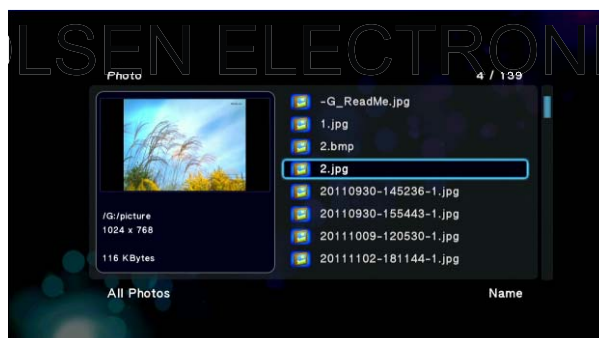 OLSEN ELECTRONI
Photo
4 / 139
-G_ReadMe.jpg
1.jpg
2.bmp
2.jpg
20110930-145236-1.jpg
20110930-155443-1.jpg
20111009-120530-1.jpg
20111102-181144-1.jpg
/G:/picture
1024 x 768
116 KBytes
All Photos
Name